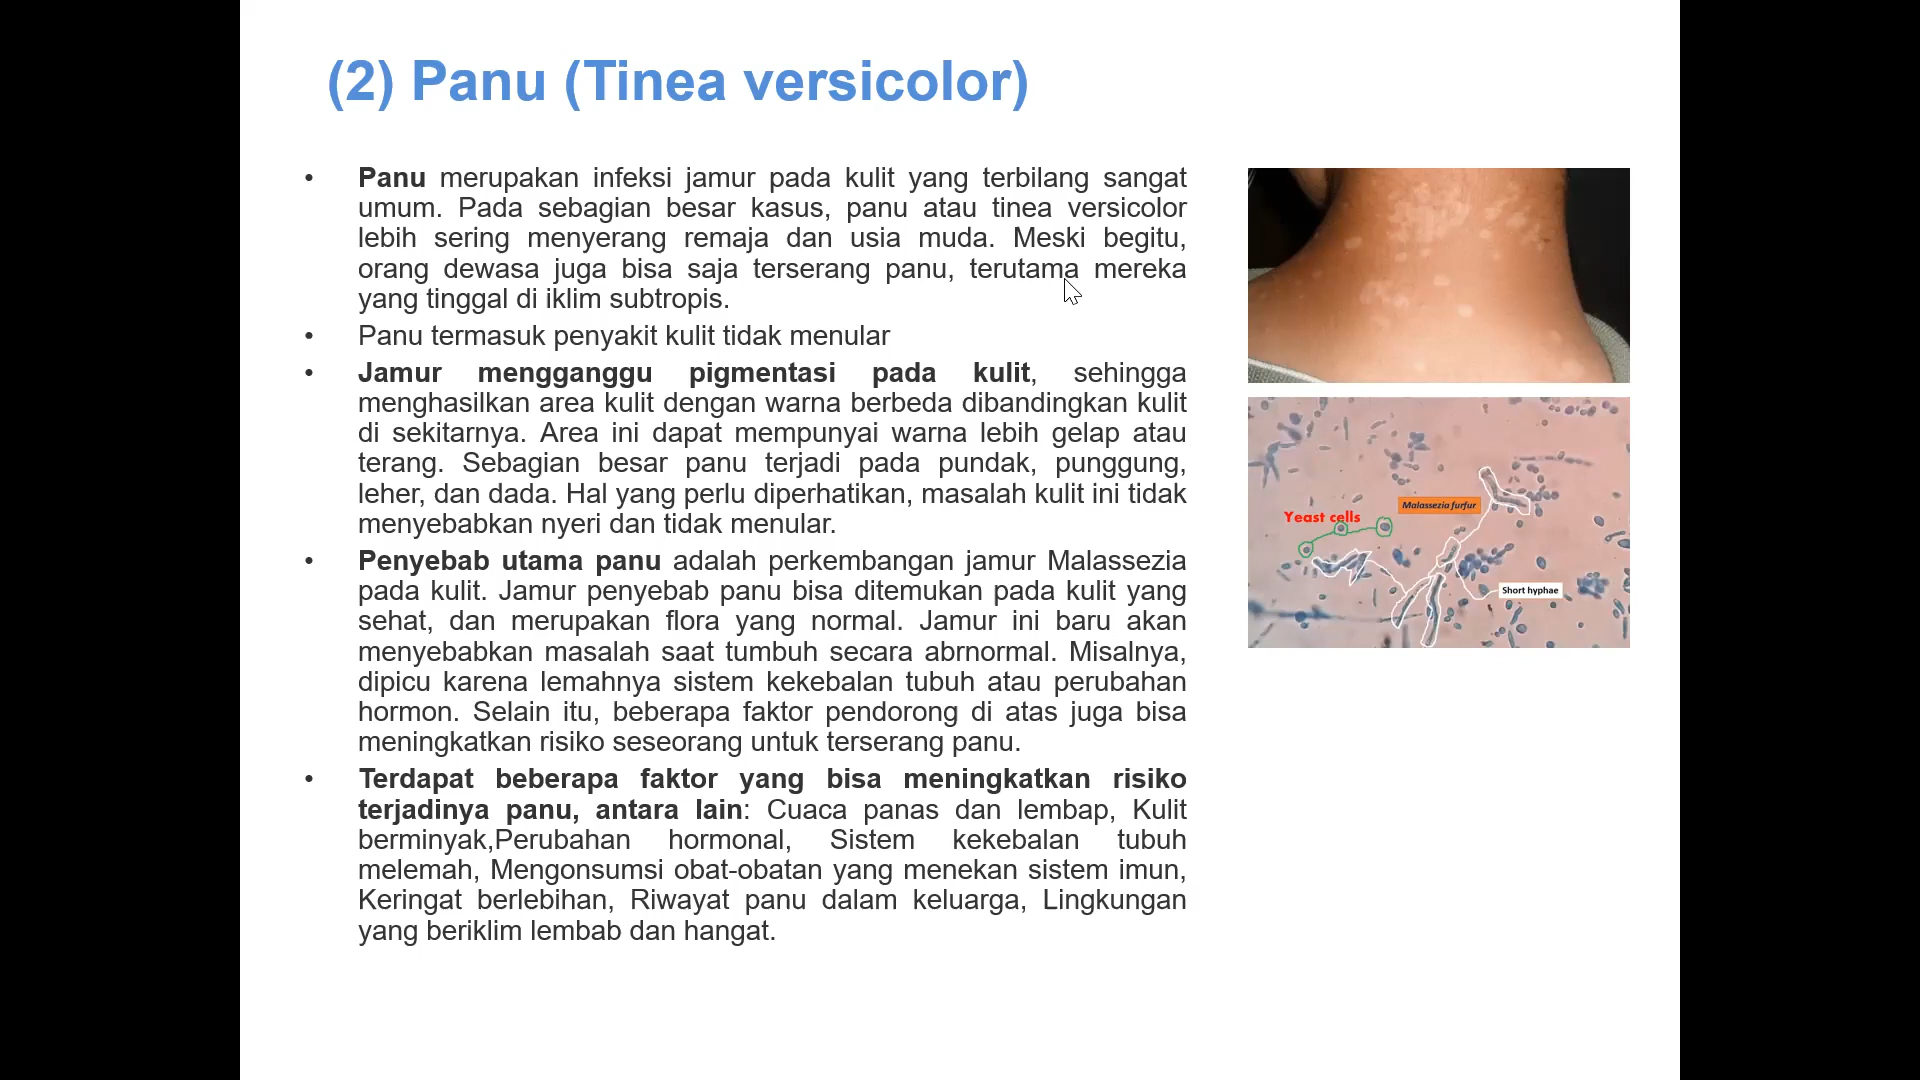 (2) Panu (Tinea versicolor)
• Panu merupakan infeksi jamur pada kulit yang terbilang sangat
umum. Pada sebagian besar kasus, panu atau tinea versicolor
lebih sering menyerang remaja dan usia muda. Meski begitu,
orang dewasa juga bisa saja terserang panu, terutama mereka
yang tinggal di iklim subtropis.
• Panu termasuk penyakit kulit tidak menular
• Jamur mengganggu pigmentasi pada kulit, sehingga
menghasilkan area kulit dengan warna berbeda dibandingkan kulit
di sekitarnya. Area ini dapat mempunyai warna lebih gelap atau
terang. Sebagian besar panu terjadi pada pundak, punggung,
leher, dan dada. Hal yang perlu diperhatikan, masalah kulit ini tidak
menyebabkan nyeri dan tidak menular.
• Penyebab utama panu adalah perkembangan jamur Malassezia
pada kulit. Jamur penyebab panu bisa ditemukan pada kulit yang
sehat, dan merupakan flora yang normal. Jamur ini baru akan
menyebabkan masalah saat tumbuh secara abrnormal. Misalnya,
dipicu karena lemahnya sistem kekebalan tubuh atau perubahan
hormon. Selain itu, beberapa faktor pendorong di atas juga bisa
meningkatkan risiko seseorang untuk terserang panu.
• Terdapat beberapa faktor yang bisa meningkatkan risiko
terjadinya panu, antara lain: Cuaca panas dan lembap, Kulit
berminyak,Perubahan hormonal, Sistem kekebalan tubuh
melemah, Mengonsumsi obat-obatan yang menekan sistem imun,
Keringat berlebihan, Riwayat panu dalam keluarga, Lingkungan
yang beriklim lembab dan hangat.
Malassezia furfur
Yeast cells
Short hyphae